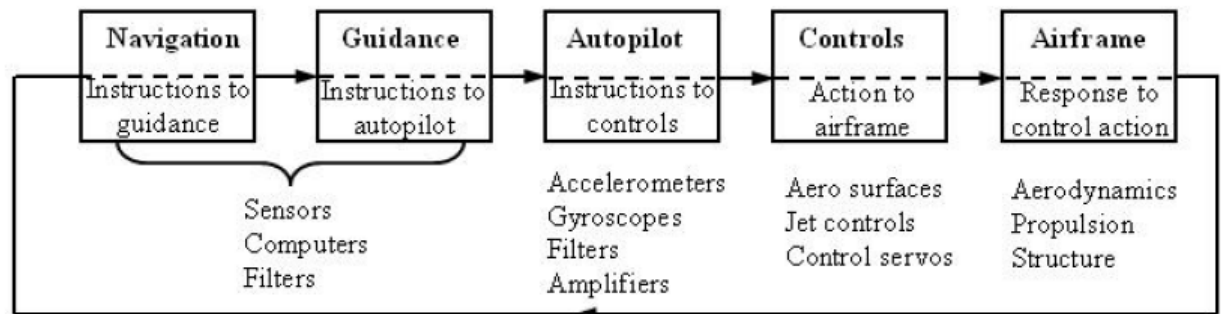 Navigation
Instructions to
guidance
Guidance
Instructions to
autopilot
Autopilot
Instructions to
controls
Controls
Action to
airframe
Airframe
Response to
control action
Sensors
Computers
Filters
Accelerometers
Gyroscopes
Filters
Amplifiers
Aero surfaces
Jet controls
Control servos
Aerodynamics
Propulsion
Structure